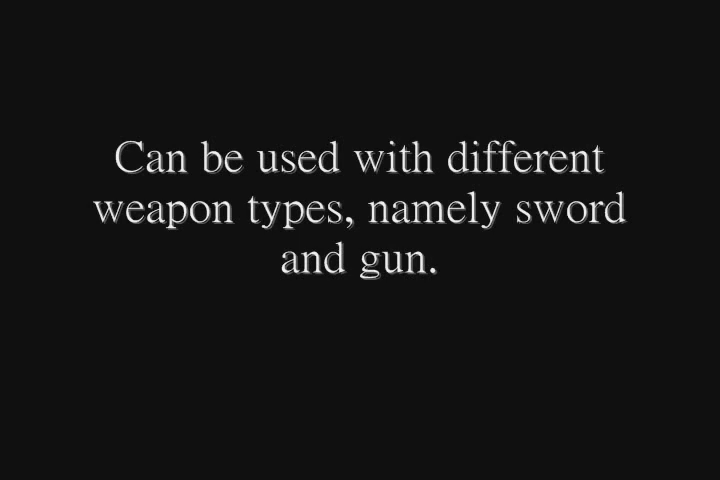 Can be used with different
weapon types, namely sword
and gun.